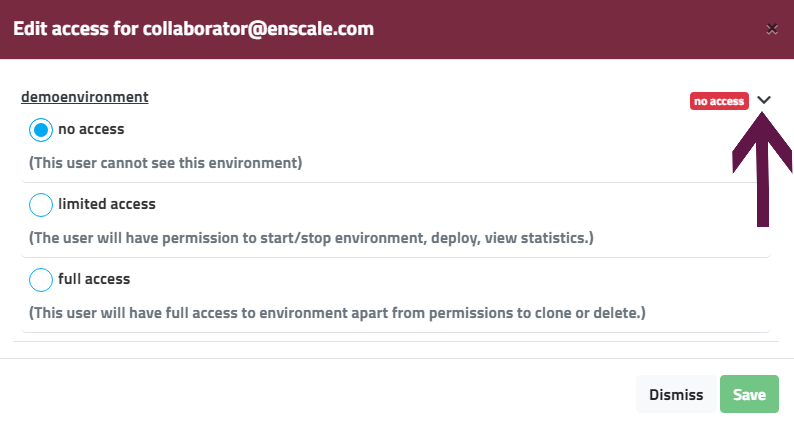 Edit access for collaborator@enscale.com
demoenvironment
no access
no access
(This user cannot see this environment)
limited access
(The user will have permission to start/stop environment, deploy, view statistics.)
full access
(This user will have full access to environment apart from permissions to clone or delete.)
Dismiss
Save